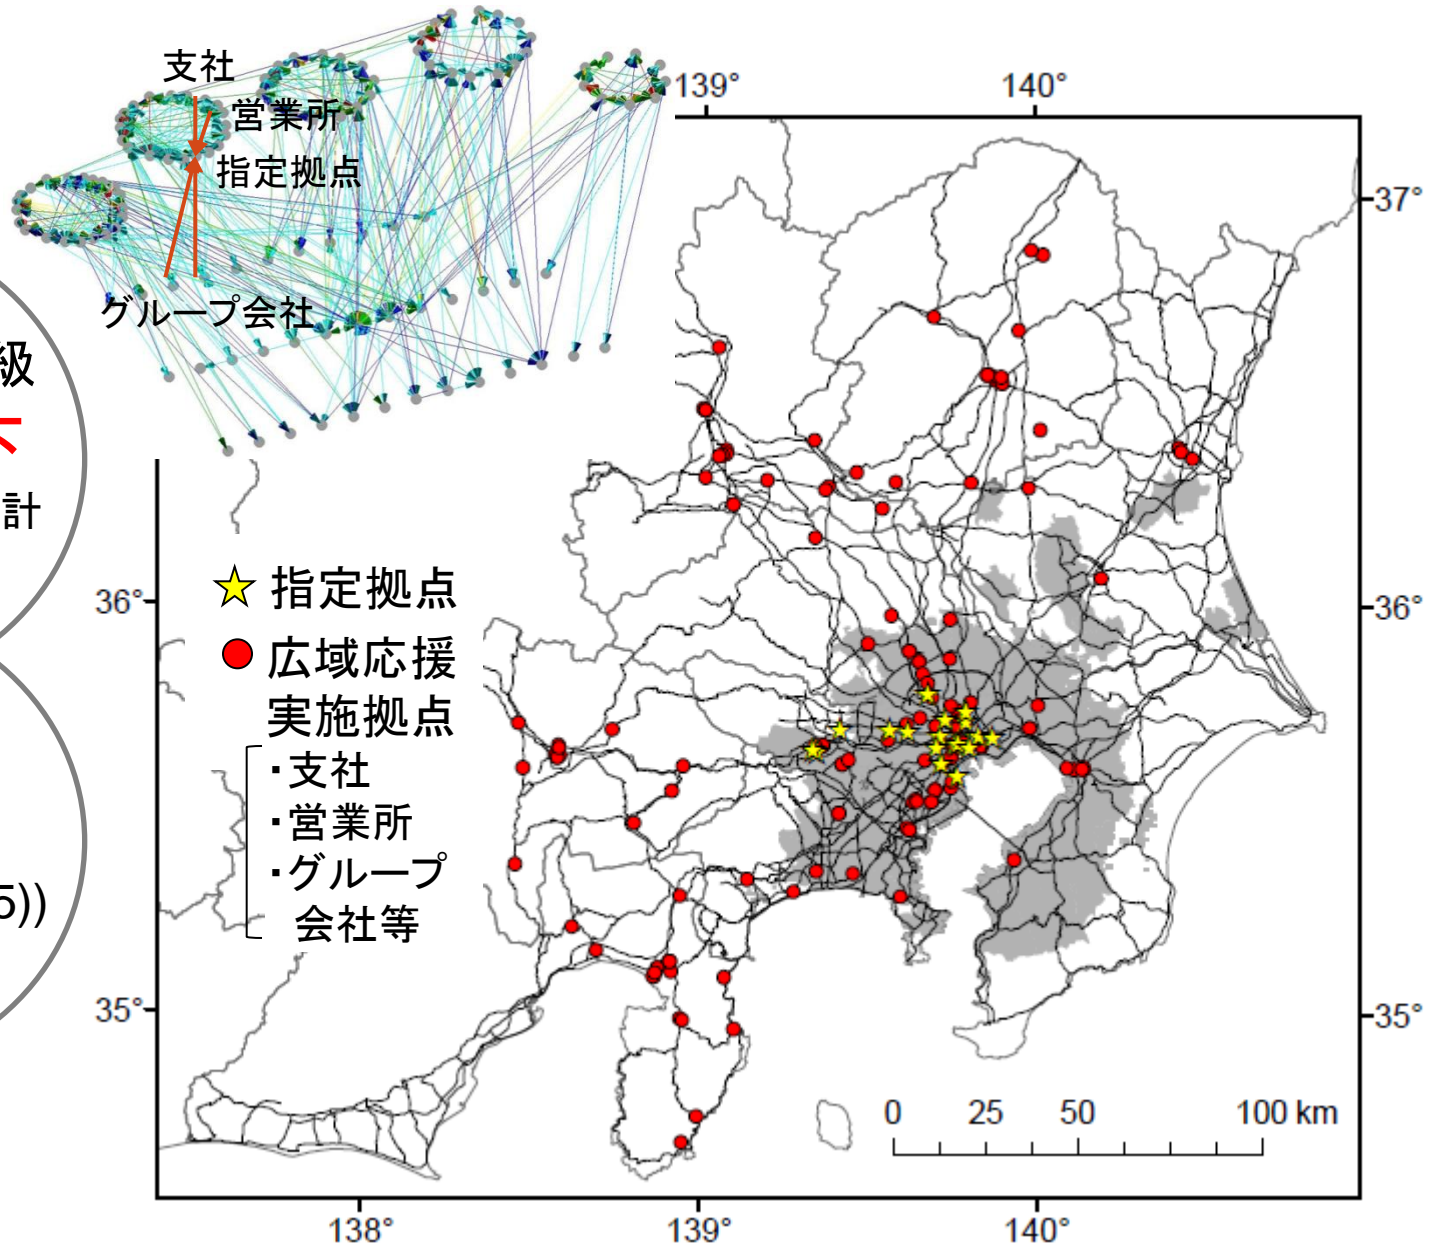 支社
営業所
指定拠点
グループ会社
級
下
計
5))
139°
140°
37°
36°
36°
35°
35°
指定拠点
広域応援
実施拠点
・支社
・営業所
・グループ
会社等
0
25
50
100 km
138°
139°
140°